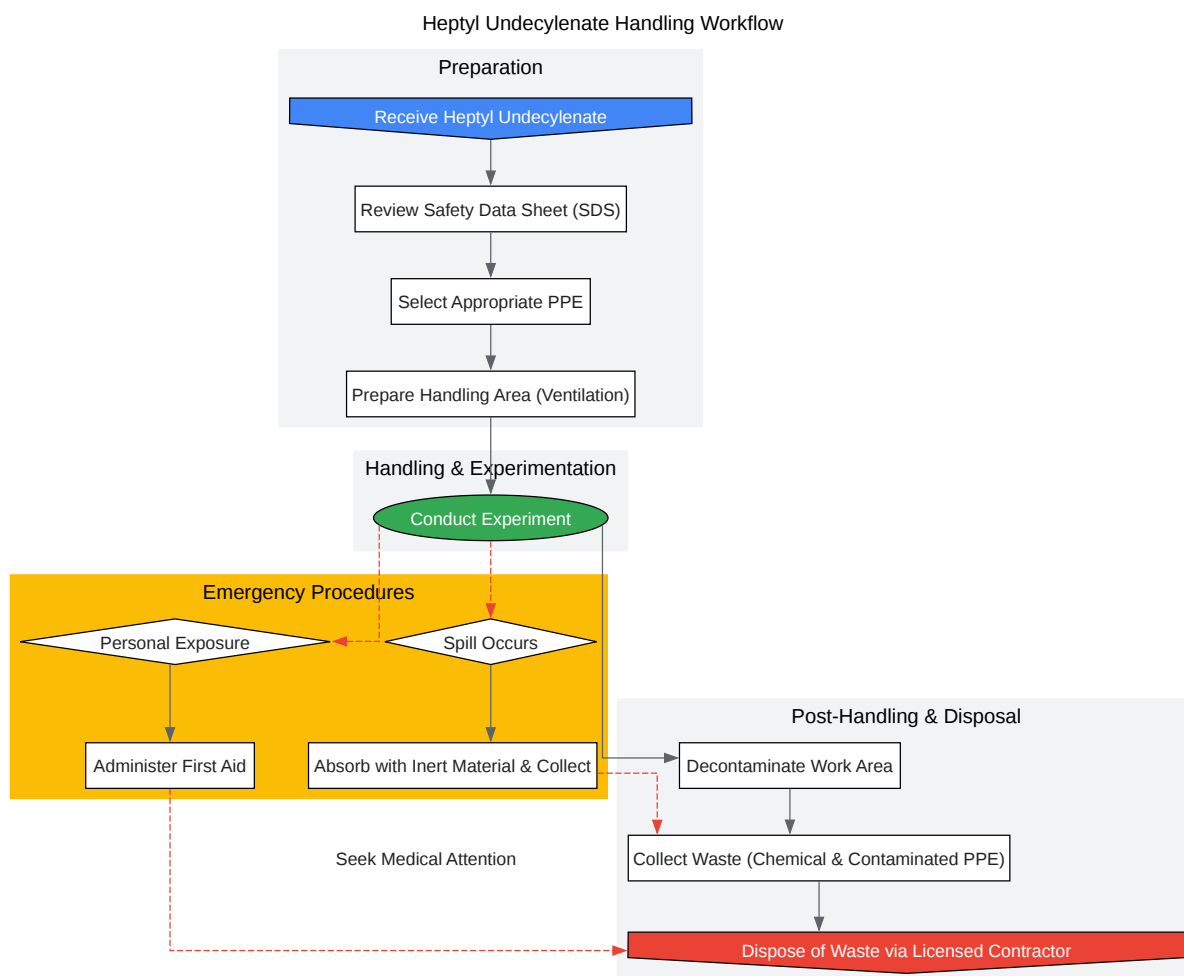 Heptyl Undecylenate Handling Workflow
Preparation
Receive Heptyl Undecylenate
Review Safety Data Sheet (SDS)
Select Appropriate PPE
Prepare Handling Area (Ventilation)
Handling & Experimentation
Conduct Experiment
Emergency Procedures
Personal Exposure
Spill Occurs
Post-Handling & Disposal
Administer First Aid
Absorb with Inert Material & Collect
Decontaminate Work Area
Seek Medical Attention
Collect Waste (Chemical & Contaminated PPE)
Dispose of Waste via Licensed Contractor